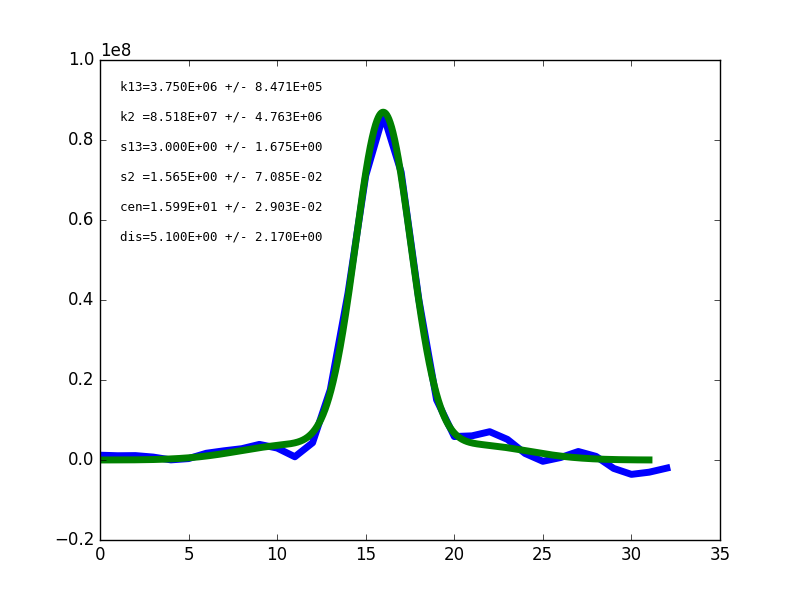 1e8
1.0
k13=3.750E+06 +/- 8.471E+05
k2 =8.518E+07 +/- 4.763E+06
0.8
s13=3.000E+00 +/- 1.675E+00
s2 =1.565E+00 +/- 7.085E-02
0.6
cen=1.599E+01 +/- 2.903E-02
dis=5.100E+00 +/- 2.170E+00
0.4
0.2
0.0
−0.2
0 5 10 15 20 25 30 35